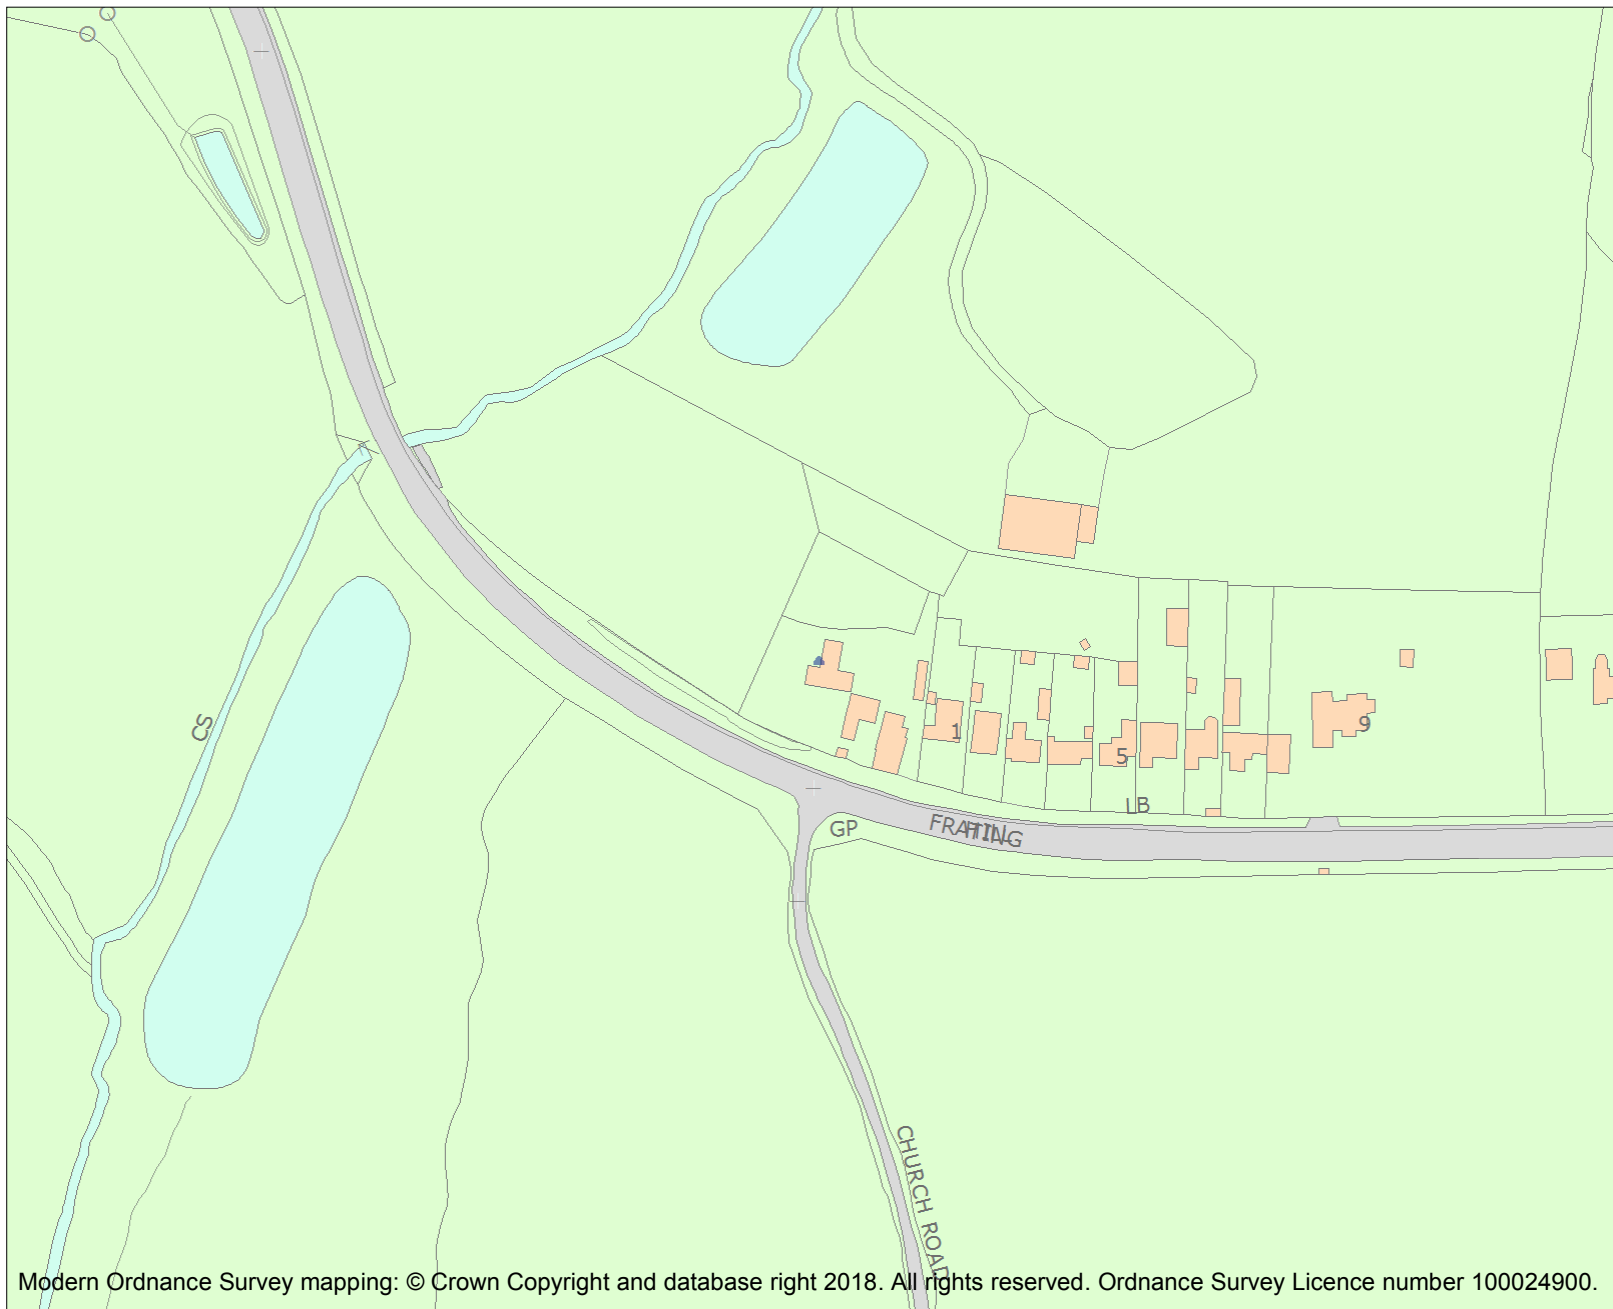 CS
1
5
9
LB
GP
FRATING
HILL
CHURCH ROAD
Modern Ordnance Survey mapping: © Crown Copyright and database right 2018. All rights reserved. Ordnance Survey Licence number 100024900.